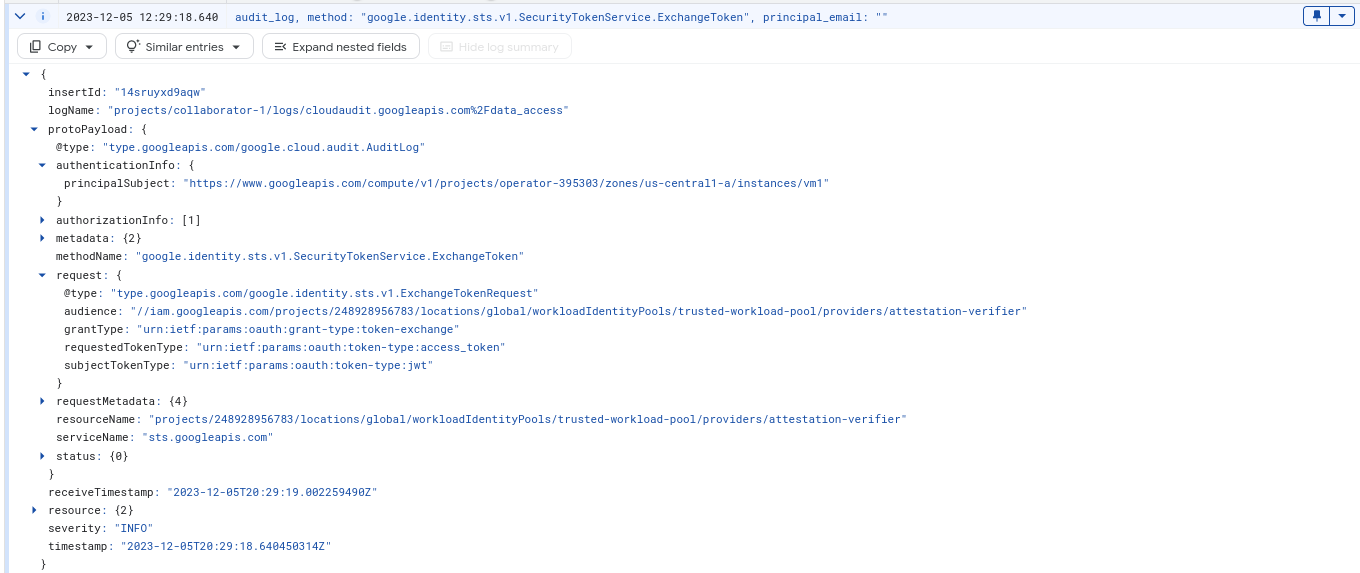 2023-12-05 12:29:18.640 audit_log, method: "google.identity.sts.v1.SecurityTokenService.ExchangeToken", principal_email: ""
Copy Similar entries Expand nested fields Hide log summary
{
insertId: "14sruyxd9aqw"
logName: "projects/collaborator-1/logs/cloudaudit.googleapis.com%2Fdata_access"
protoPayload: {
@type: "type.googleapis.com/google.cloud.audit.AuditLog"
authenticationInfo: {
principalSubject: "https://www.googleapis.com/compute/v1/projects/operator-395303/zones/us-central1-a/instances/vm1"
}
authorizationInfo: [1]
metadata: {2}
methodName: "google.identity.sts.v1.SecurityTokenService.ExchangeToken"
request: {
@type: "type.googleapis.com/google.identity.sts.v1.ExchangeTokenRequest"
audience: "//iam.googleapis.com/projects/248928956783/locations/global/workloadIdentityPools/trusted-workload-pool/providers/attestation-verifier"
grantType: "urn:ietf:params:oauth:grant-type:token-exchange"
requestedTokenType: "urn:ietf:params:oauth:token-type:access_token"
subjectTokenType: "urn:ietf:params:oauth:token-type:jwt"
}
requestMetadata: {4}
resourceName: "projects/248928956783/locations/global/workloadIdentityPools/trusted-workload-pool/providers/attestation-verifier"
serviceName: "sts.googleapis.com"
status: {0}
}
receiveTimestamp: "2023-12-05T20:29:19.002259490Z"
resource: {2}
severity: "INFO"
timestamp: "2023-12-05T20:29:18.640450314Z"
}